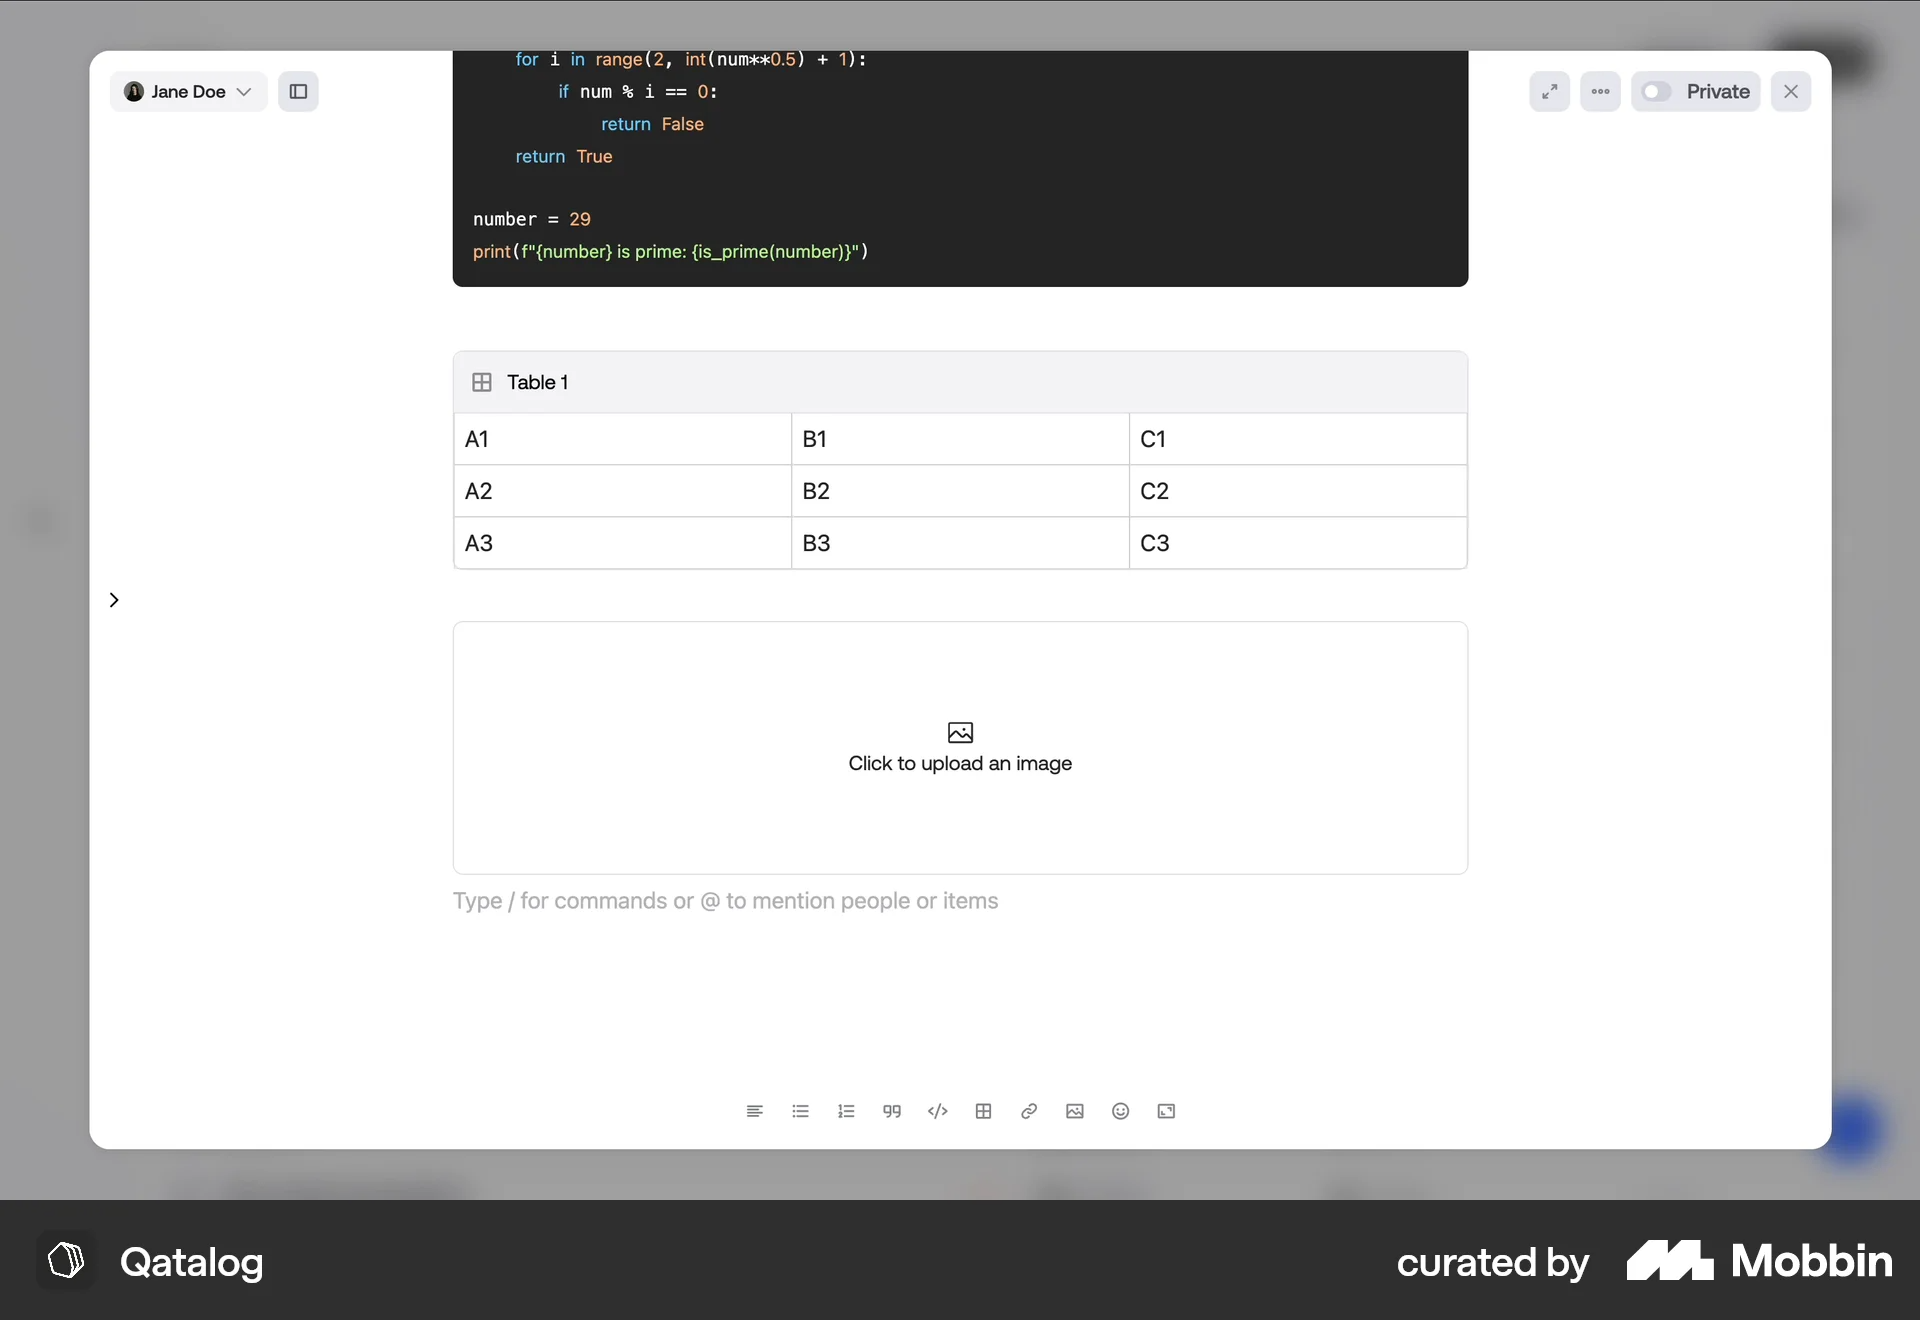 for i in range(2, int(num**0.5) + 1):
if num % i == 0:
return False
return True
number = 29
print(f"{number} is prime: {is_prime(number)}")
Jane Doe
Private
Table 1
A1 B1 C1
A2 B2 C2
A3 B3 C3
Click to upload an image
Type / for commands or @ to mention people or items
Qatalog
curated by Mobbin